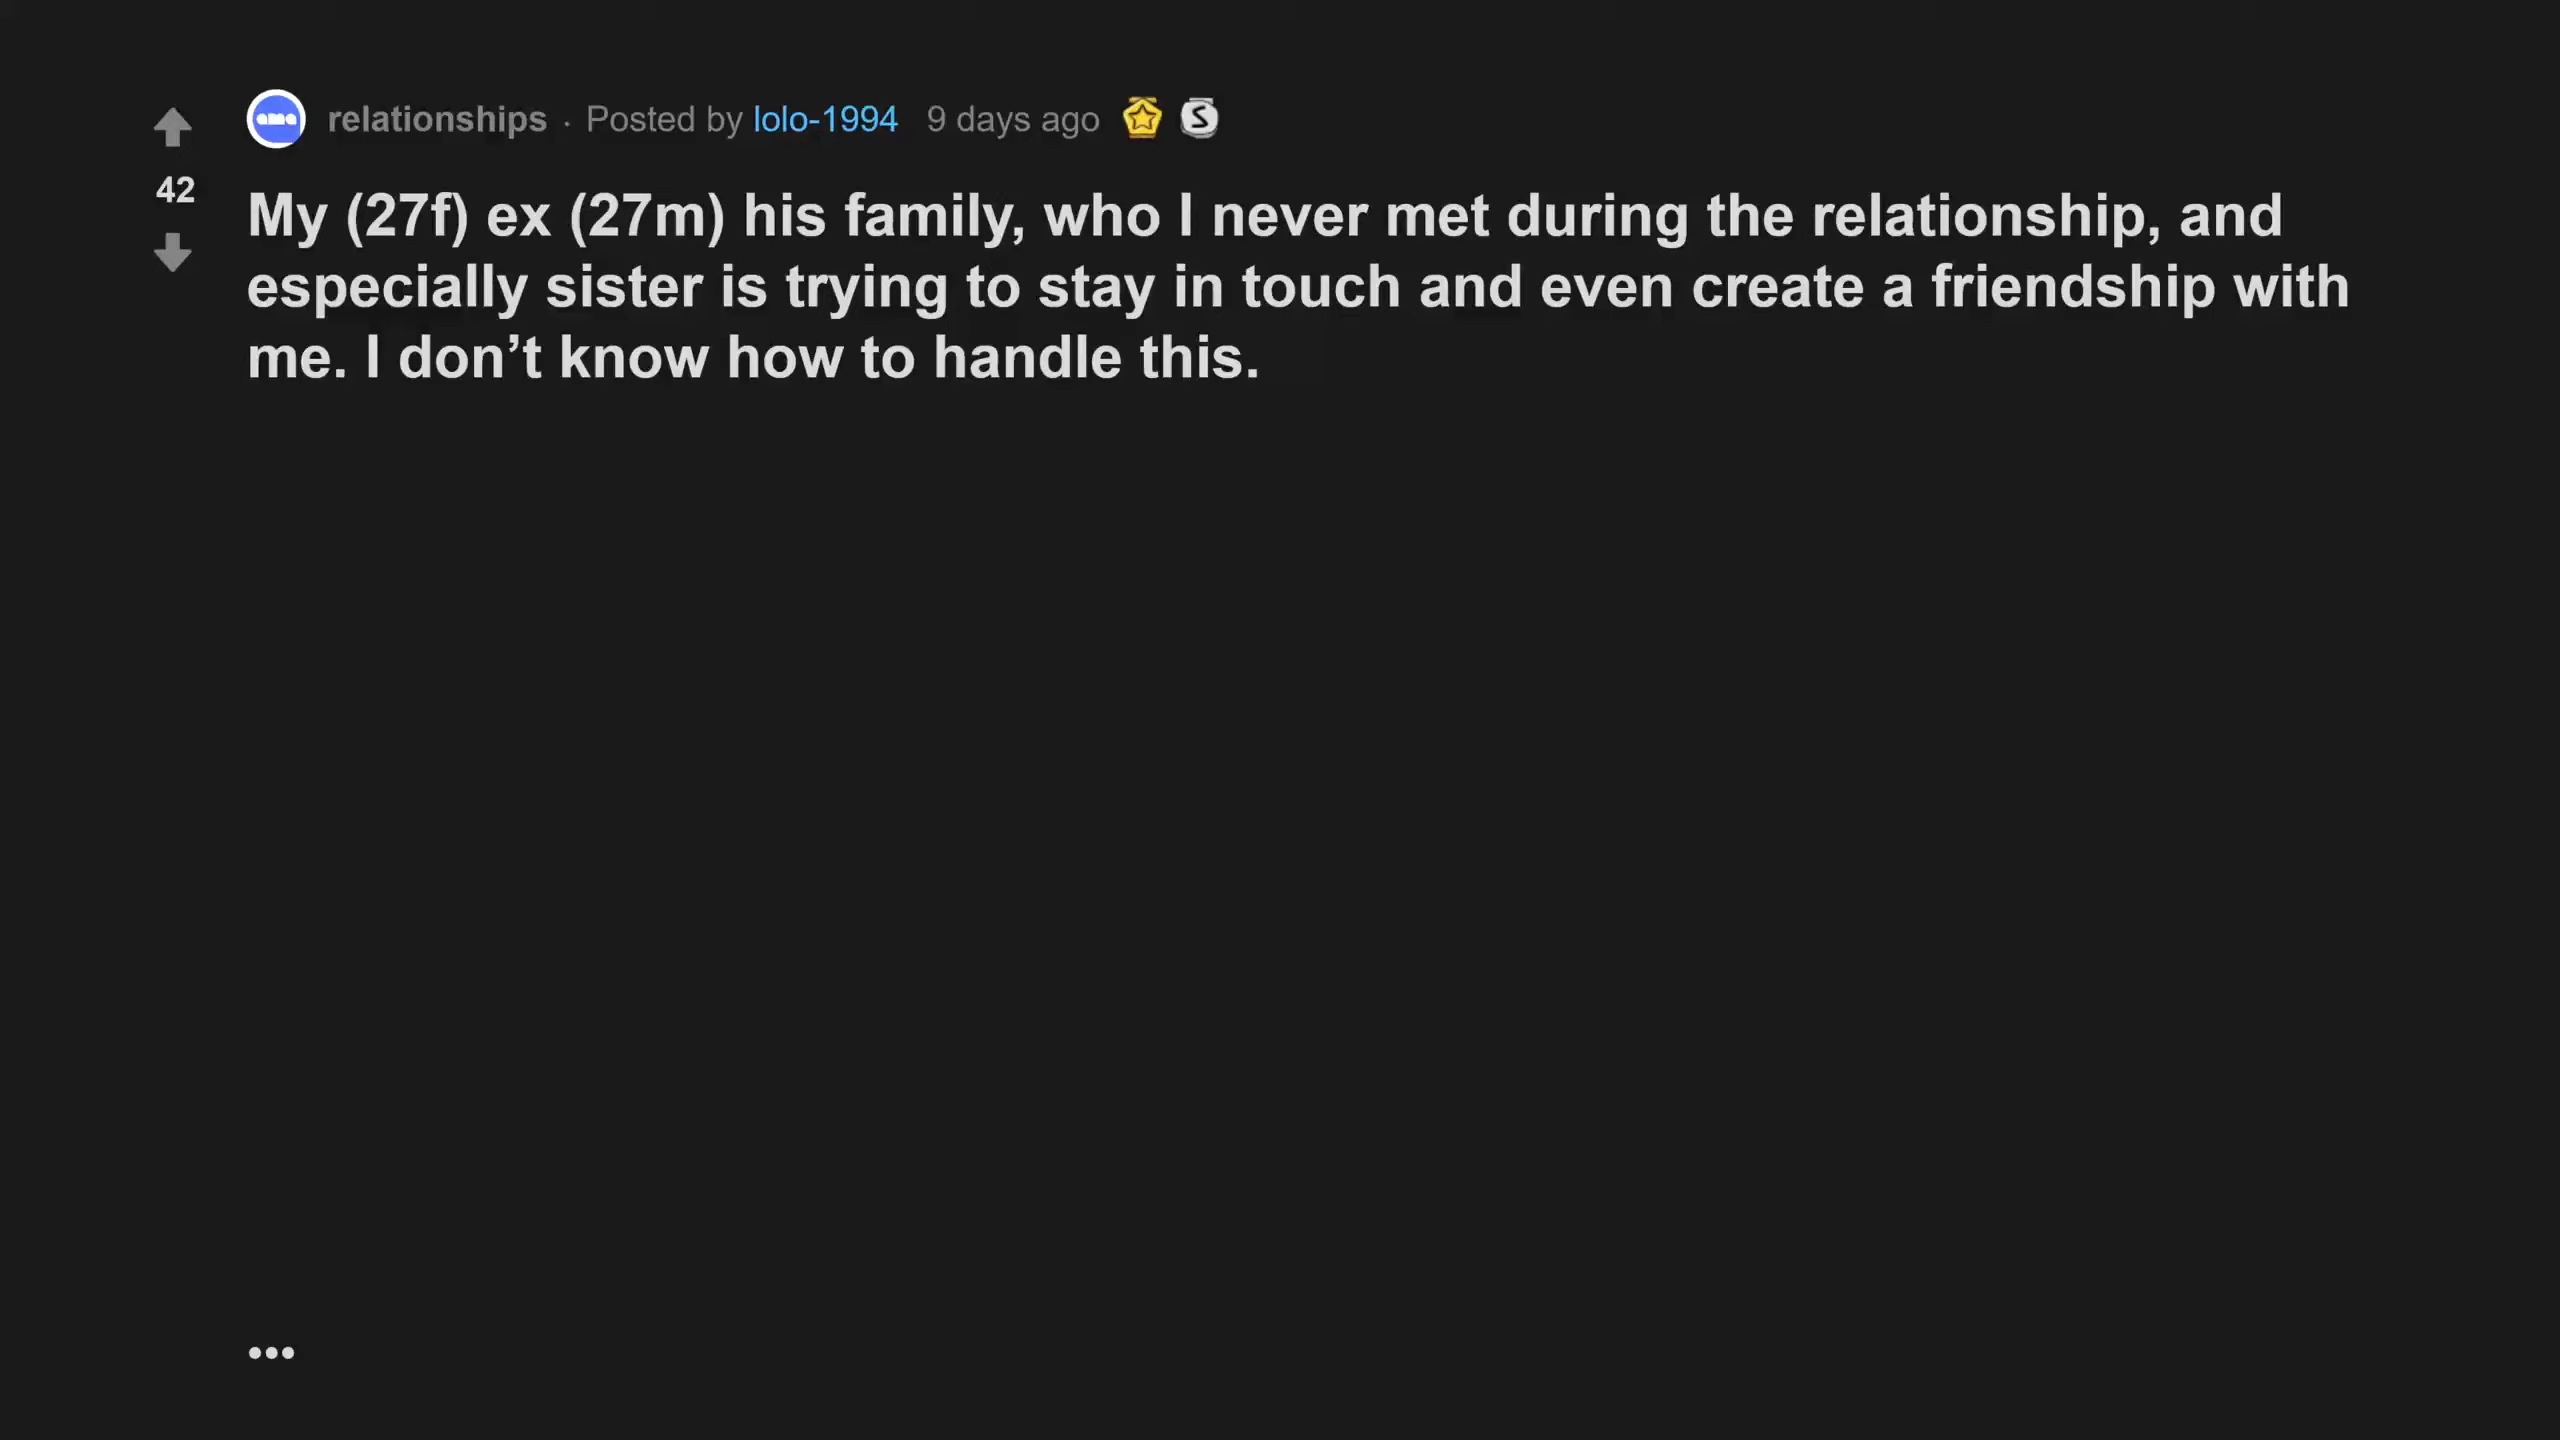 relationships · Posted by lolo-1994 9 days ago
42
My (27f) ex (27m) his family, who I never met during the relationship, and
especially sister is trying to stay in touch and even create a friendship with
me. I don’t know how to handle this.
•••